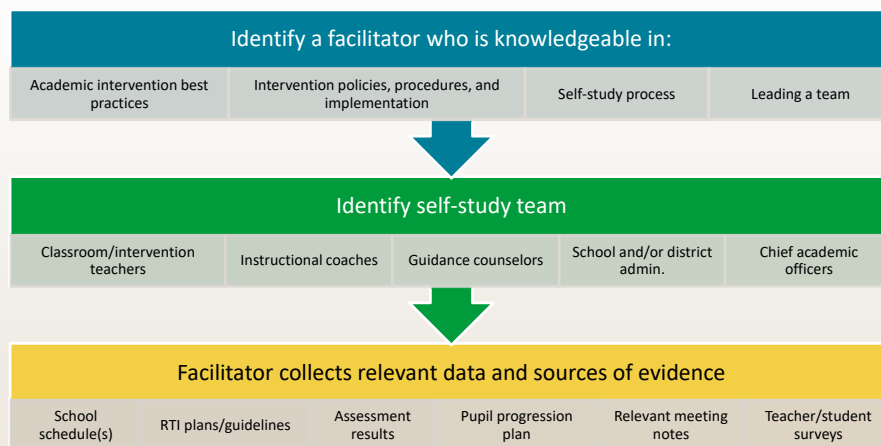 Identify a facilitator who is knowledgeable in:
Academic intervention best
practices
Intervention policies, procedures, and
implementation
Self-study process
Leading a team
Identify self-study team
Classroom/intervention
teachers
Instructional coaches
Guidance counselors
School and/or district
admin.
Chief academic
officers
Facilitator collects relevant data and sources of evidence
School
schedule(s)
RTI plans/guidelines
Assessment
results
Pupil progression
plan
Relevant meeting
notes
Teacher/student
surveys